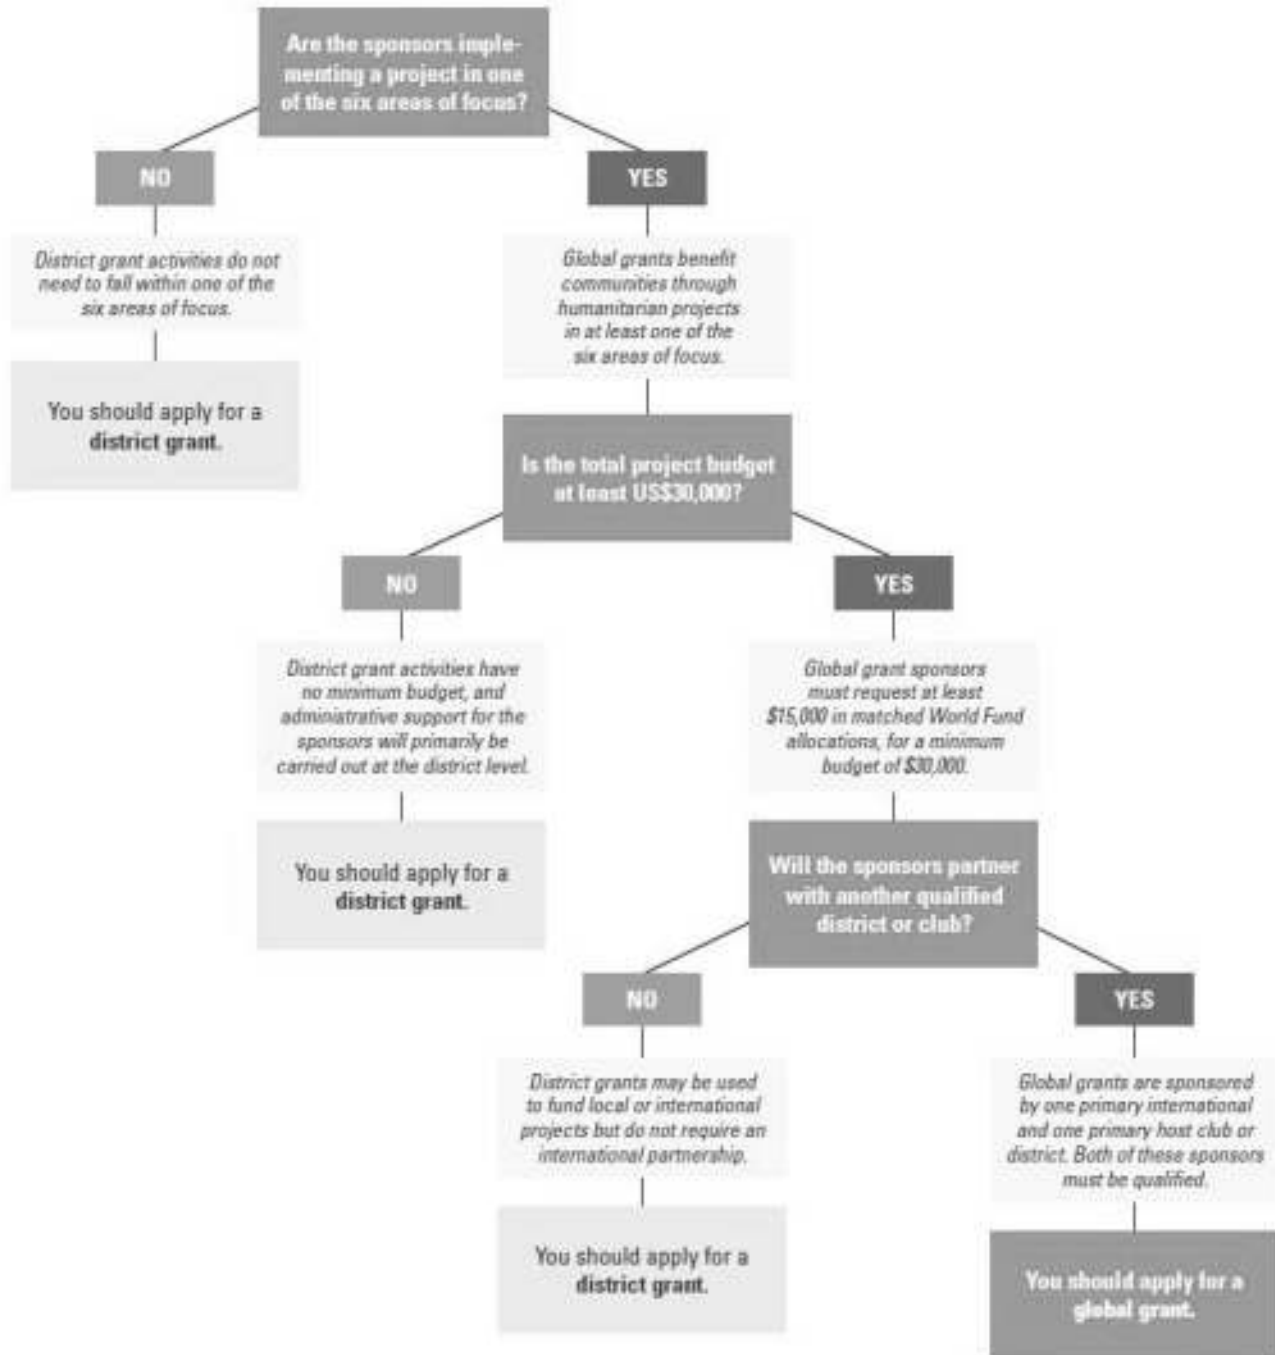 Are the sponsors imple-
menting a project in one
of the six areas of focus?
NO
YES
District grant activities do not
need to fall within one of the
six areas of focus.
Global grants benefit
communities through
humanitarian projects
in at least one of the
six areas of focus.
You should apply for a
district grant.
Is the total project budget
at least US$30,000?
NO
YES
District grant activities have
no minimum budget, and
administrative support for the
sponsors will primarily be
carried out at the district level.
Global grant sponsors
must request at least
$15,000 in matched World Fund
allocations, for a minimum
budget of $30,000.
You should apply for a
district grant.
Will the sponsors partner
with another qualified
district or club?
NO
YES
District grants may be used
to fund local or international
projects but do not require an
international partnership.
Global grants are sponsored
by one primary international
and one primary host club or
district. Both of these sponsors
must be qualified.
You should apply for a
district grant.
You should apply for a
global grant.